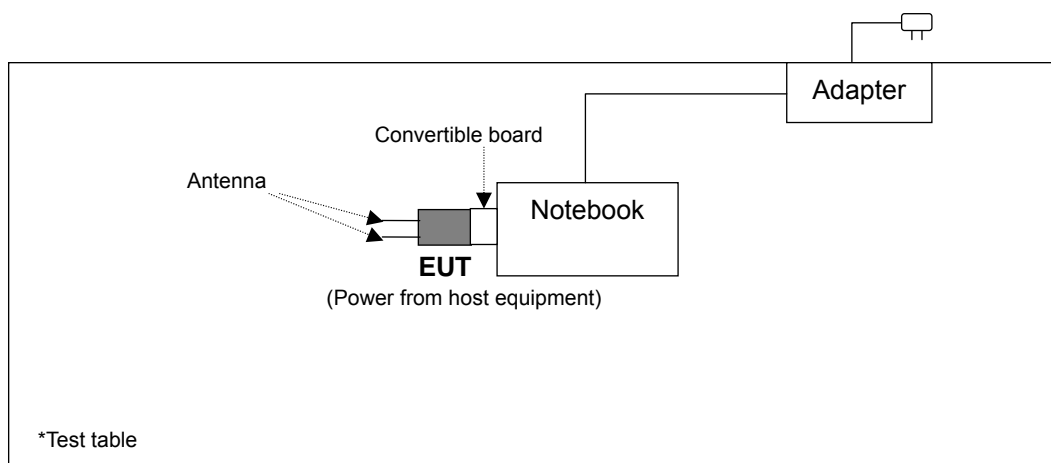 Adapter
Convertible board
Antenna
Notebook
EUT
(Power from host equipment)
*Test table